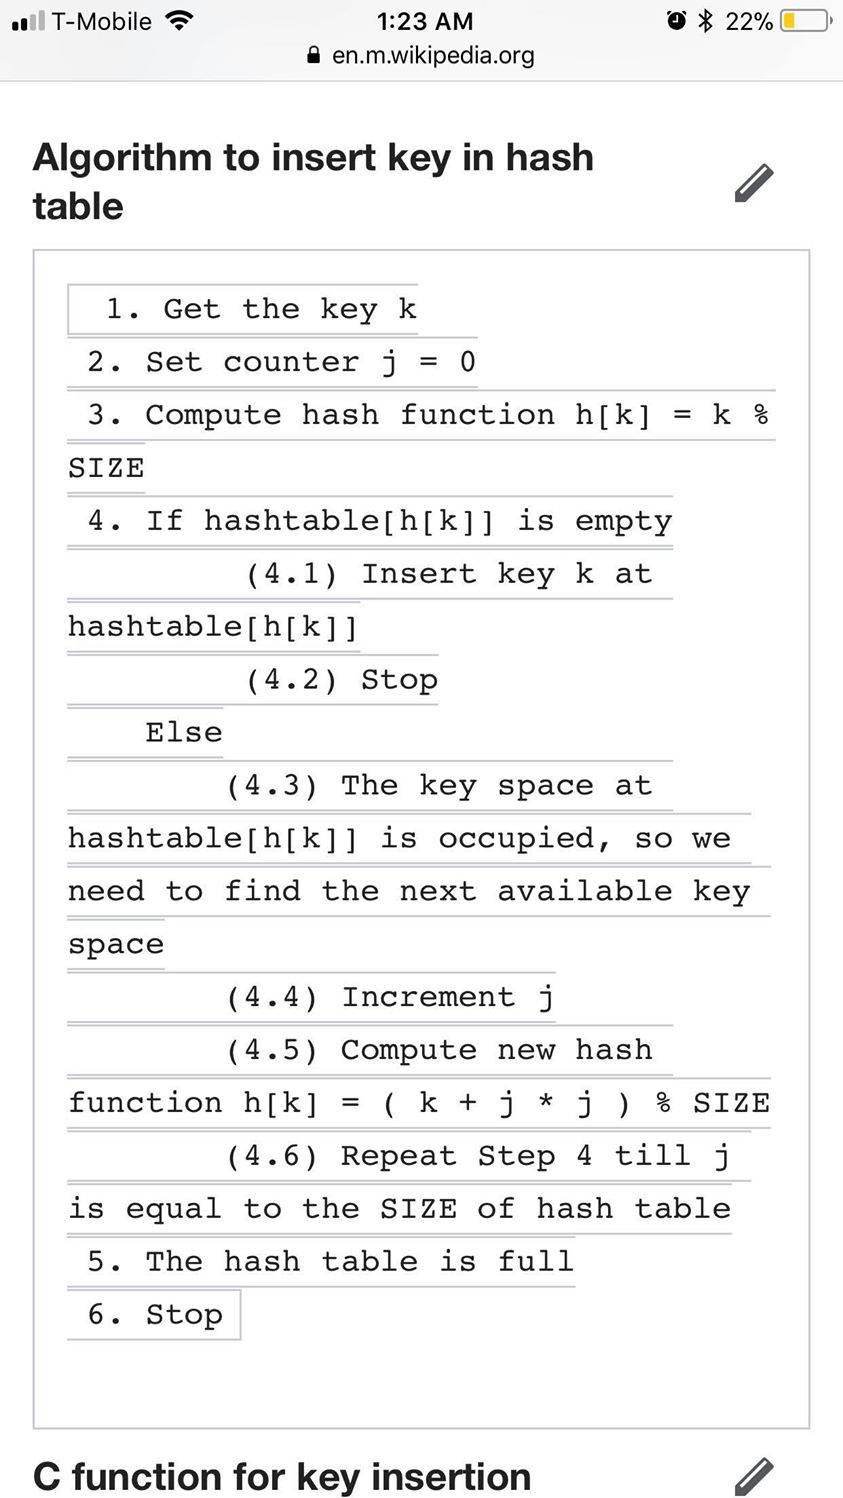 T-Mobile 1:23 AM 22%
en.m.wikipedia.org
Algorithm to insert key in hash
table
1. Get the key k
2. Set counter j = 0
3. Compute hash function h[k] = k %
SIZE
4. If hashtable[h[k]] is empty
(4.1) Insert key k at
hashtable[h[k]]
(4.2) Stop
Else
(4.3) The key space at
hashtable[h[k]] is occupied, so we
need to find the next available key
space
(4.4) Increment j
(4.5) Compute new hash
function h[k] = ( k + j * j ) % SIZE
(4.6) Repeat Step 4 till j
is equal to the SIZE of hash table
5. The hash table is full
6. Stop
C function for key insertion